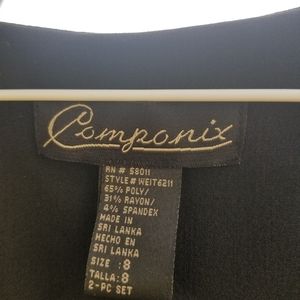 Componix
RN # 58011
STYLE # WEIT6211
65% POLY/
31% RAYON/
4% SPANDEX
MADE IN
SRI LANKA
HECHO EN
SRI LANKA
SIZE : 8
TALLA: 8
2-PC SET